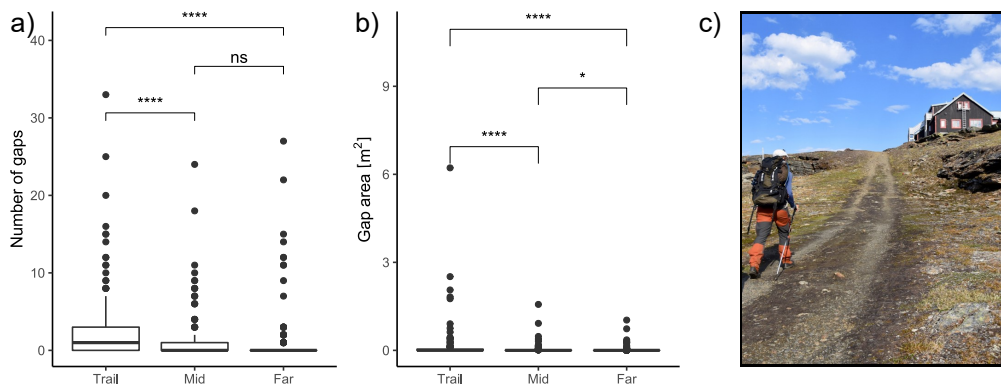 a)
****
ns
****
Number of gaps
40
30
20
10
0
Trail
Mid
Far
b)
****
*
****
Gap area [m²]
9
6
3
0
Trail
Mid
Far
c)